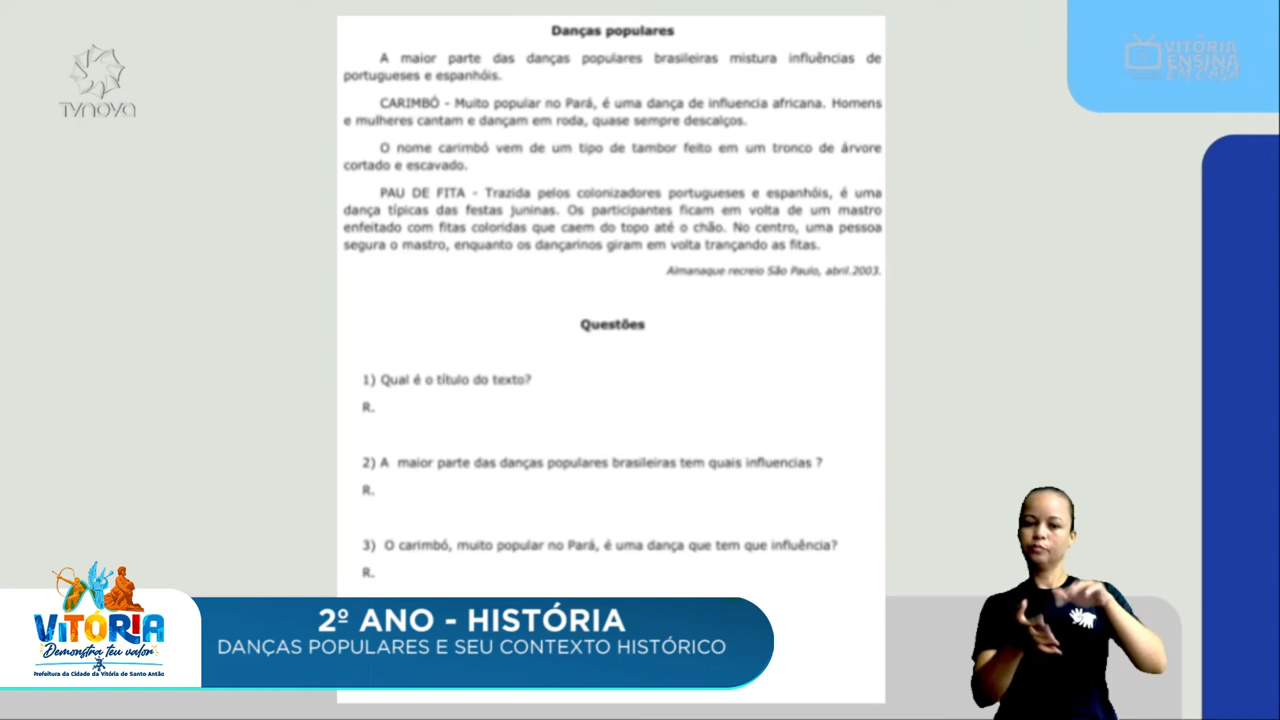 Danças populares
A maior parte das danças populares brasileiras mistura influências de
portugueses e espanhóis.
CARIMBÓ - Muito popular no Pará, é uma dança de influencia africana. Homens
e mulheres cantam e dançam em roda, quase sempre descalços.
O nome carimbó vem de um tipo de tambor feito em um tronco de árvore
cortado e escavado.
PAU DE FITA - Trazida pelos colonizadores portugueses e espanhóis, é uma
dança típicas das festas juninas. Os participantes ficam em volta de um mastro
enfeitado com fitas coloridas que caem do topo até o chão. No centro, uma pessoa
segura o mastro, enquanto os dançarinos giram em volta trançando as fitas.
Almanaque recreio São Paulo, abril.2003.
Questões
1) Qual é o título do texto?
R.
2) A maior parte das danças populares brasileiras tem quais influencias ?
R.
3) O carimbó, muito popular no Pará, é uma dança que tem que influência?
R.
TVNOVA
VITÓRIA
ENSINA
EM CASA
VITÓRIA
Demonstra teu valor
Prefeitura da Cidade da Vitória de Santo Antão
2º ANO - HISTÓRIA
DANÇAS POPULARES E SEU CONTEXTO HISTÓRICO